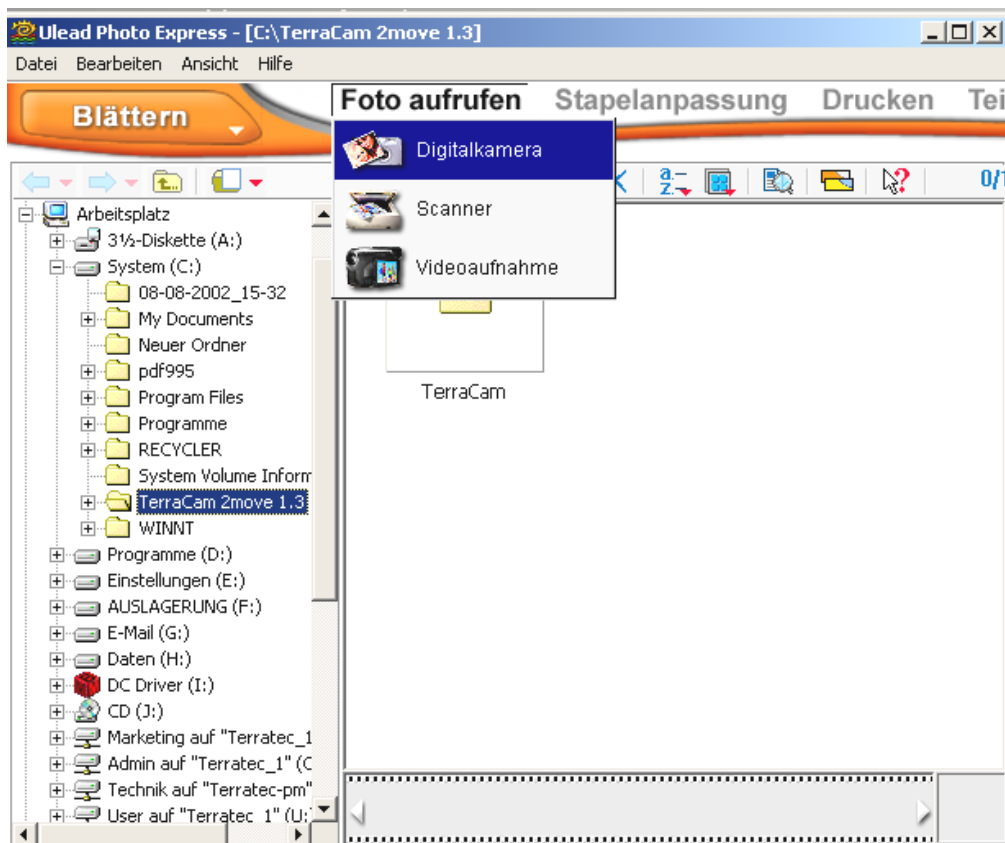 Ulead Photo Express - [C:\TerraCam 2move 1.3]
Datei Bearbeiten Ansicht Hilfe
Blättern
Foto aufrufen Stapelanpassung Drucken Tei
Digitalkamera
Scanner
Videoaufnahme
0/1
Arbeitsplatz
3½-Diskette (A:)
System (C:)
08-08-2002_15-32
My Documents
Neuer Ordner
pdf995
Program Files
Programme
RECYCLER
System Volume Inform
TerraCam 2move 1.3
WINNT
Programme (D:)
Einstellungen (E:)
AUSLAGERUNG (F:)
E-Mail (G:)
Daten (H:)
DC Driver (I:)
CD (J:)
Marketing auf "Terratec_1
Admin auf "Terratec_1" (C
Technik auf "Terratec-pm"
User auf "Terratec_1" (U:
TerraCam